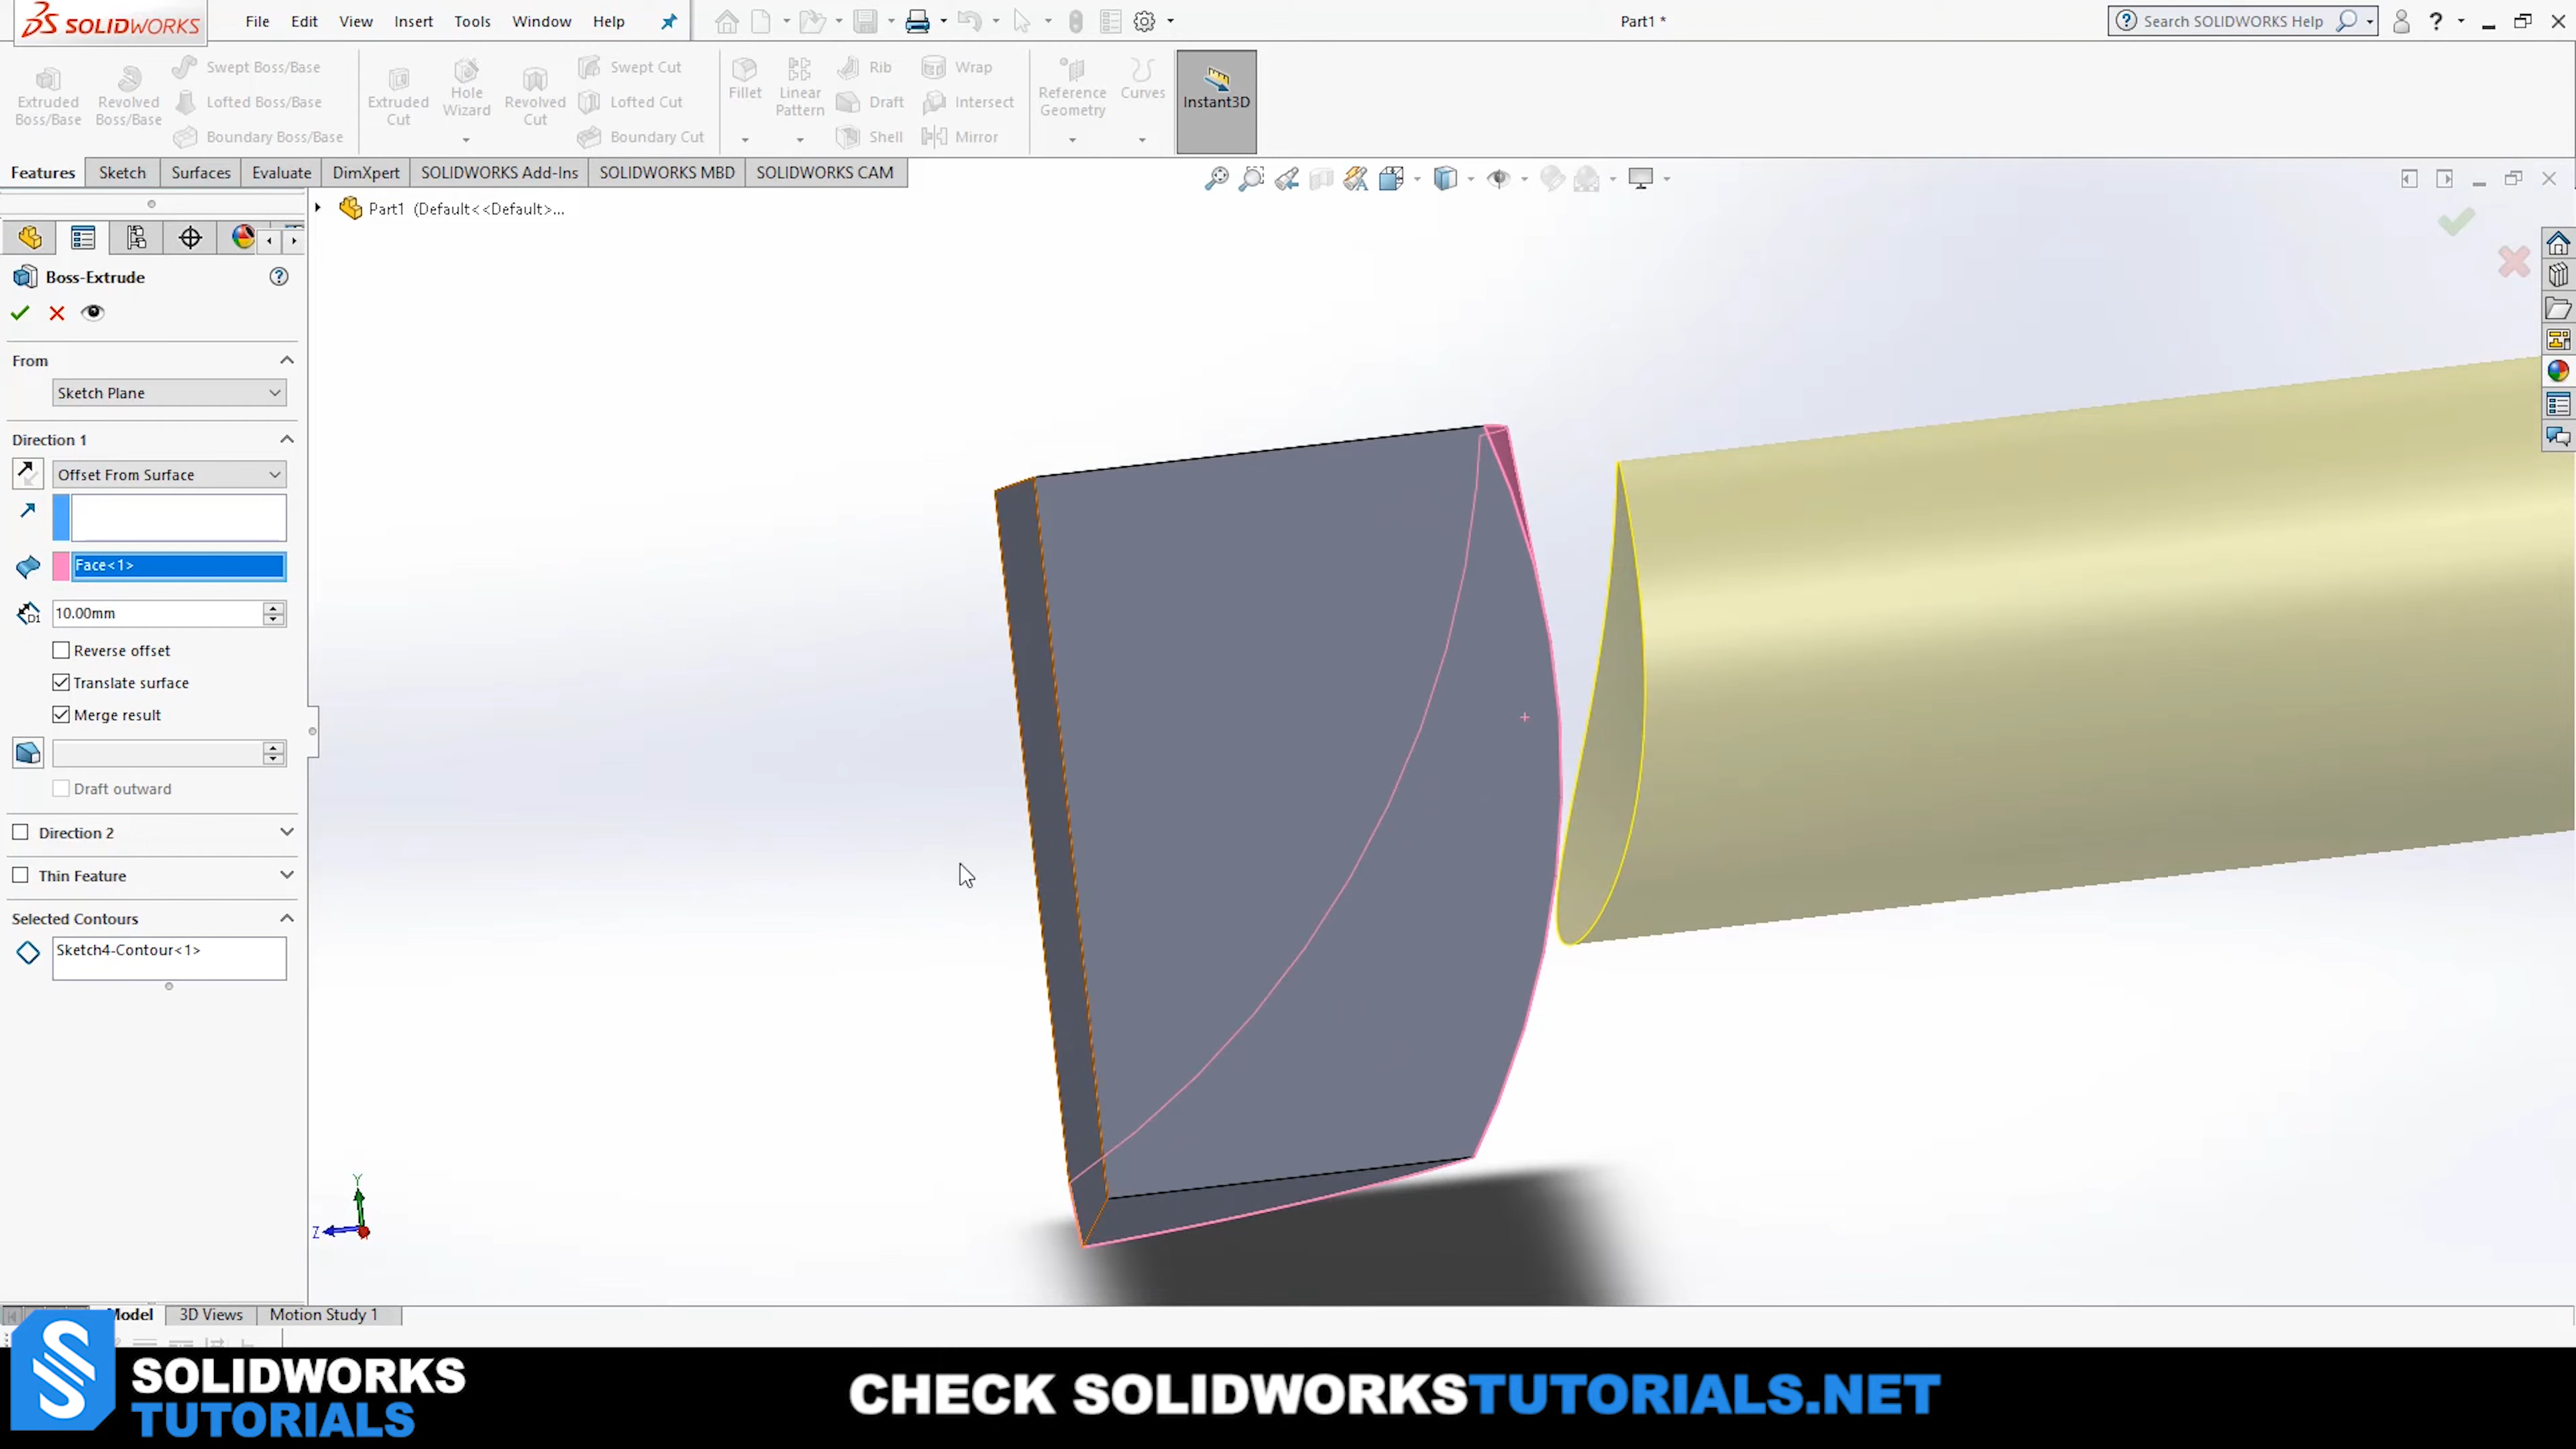 SOLIDWORKS File Edit View Insert Tools Window Help Part1 * Search SOLIDWORKS Help ?
Extruded Boss/Base
Revolved Boss/Base
Swept Boss/Base
Lofted Boss/Base
Boundary Boss/Base
Extruded Cut
Hole Wizard
Revolved Cut
Swept Cut
Lofted Cut
Boundary Cut
Fillet
Linear Pattern
Rib
Draft
Shell
Wrap
Intersect
Mirror
Reference Geometry
Curves
Instant3D
Features Sketch Surfaces Evaluate DimXpert SOLIDWORKS Add-Ins SOLIDWORKS MBD SOLIDWORKS CAM
Part1 (Default<<Default>...
Boss-Extrude
From
Sketch Plane
Direction 1
Offset From Surface
Face<1>
D1 10.00mm
Reverse offset
Translate surface
Merge result
Draft outward
Direction 2
Thin Feature
Selected Contours
Sketch4-Contour<1>
Y
Z
Model 3D Views Motion Study 1
SOLIDWORKS
TUTORIALS
CHECK SOLIDWORKSTUTORIALS.NET